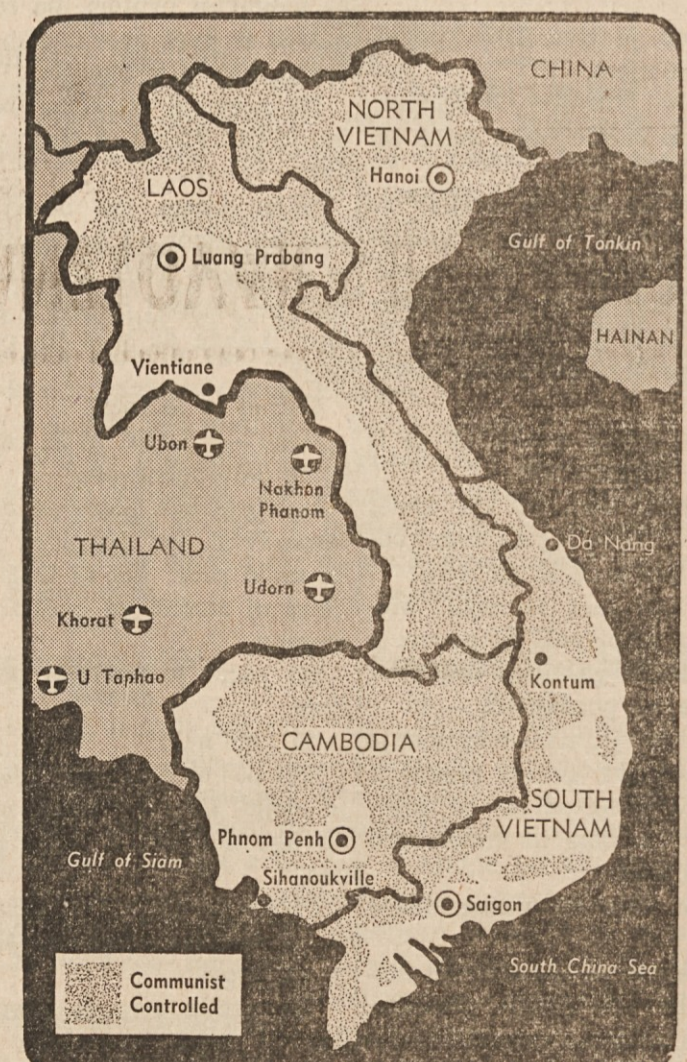 CHINA
NORTH
VIETNAM
Hanoi
LAOS
Gulf of Tonkin
Luang Prabang
HAINAN
Vientiane
Ubon
Nakhon
Phanom
THAILAND
Da Nang
Udorn
Khorat
U Taphao
Kontum
CAMBODIA
SOUTH
VIETNAM
Phnom Penh
Gulf of Siam
Sihanoukville
Saigon
South China Sea
Communist
Controlled